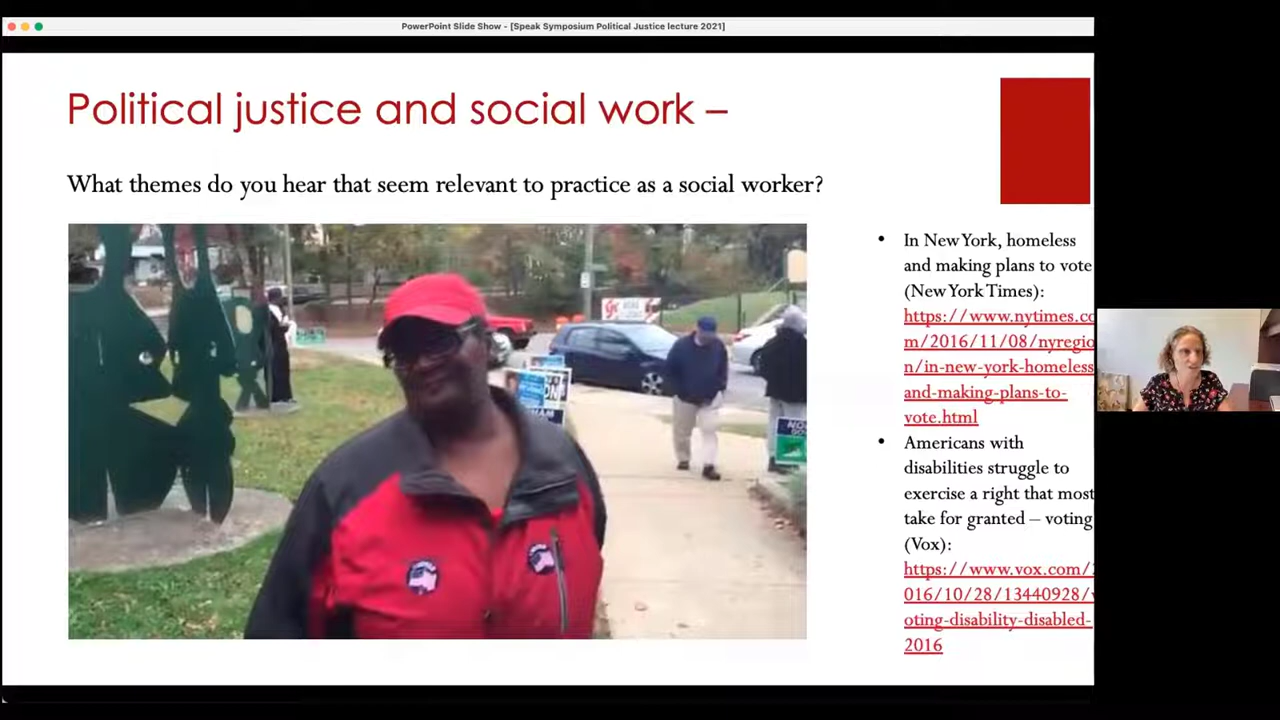 PowerPoint Slide Show - [Speak Symposium Political Justice lecture 2021]
Political justice and social work –
What themes do you hear that seem relevant to practice as a social worker?
• In New York, homeless
and making plans to vote
(New York Times):
https://www.nytimes.co
m/2016/11/08/nyregio
n/in-new-york-homeless
and-making-plans-to-
vote.html
• Americans with
disabilities struggle to
exercise a right that most
take for granted – voting
(Vox):
https://www.vox.com/2
016/10/28/13440928/v
oting-disability-disabled-
2016